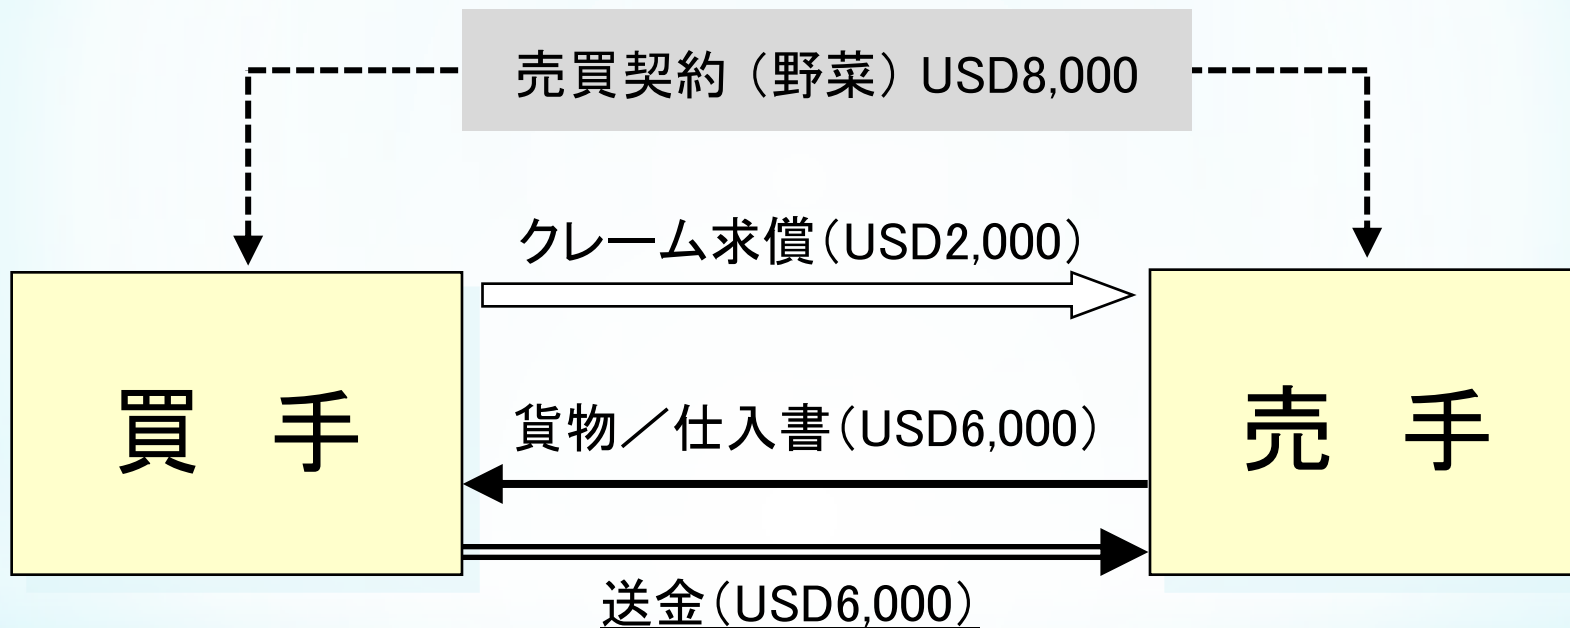 売買契約（野菜）USD8,000
クレーム求償（USD2,000）
買　手
貨物／仕入書（USD6,000）
売　手
送金（USD6,000）